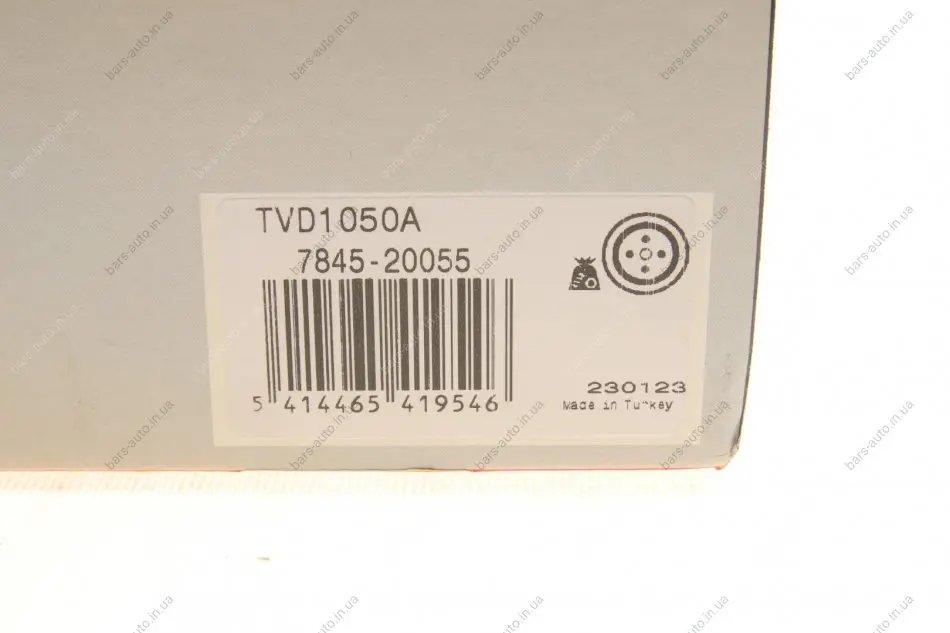 TVD1050A
7845-20055
5 414465 419546
230123
Made in Turkey
bars-auto.in.ua